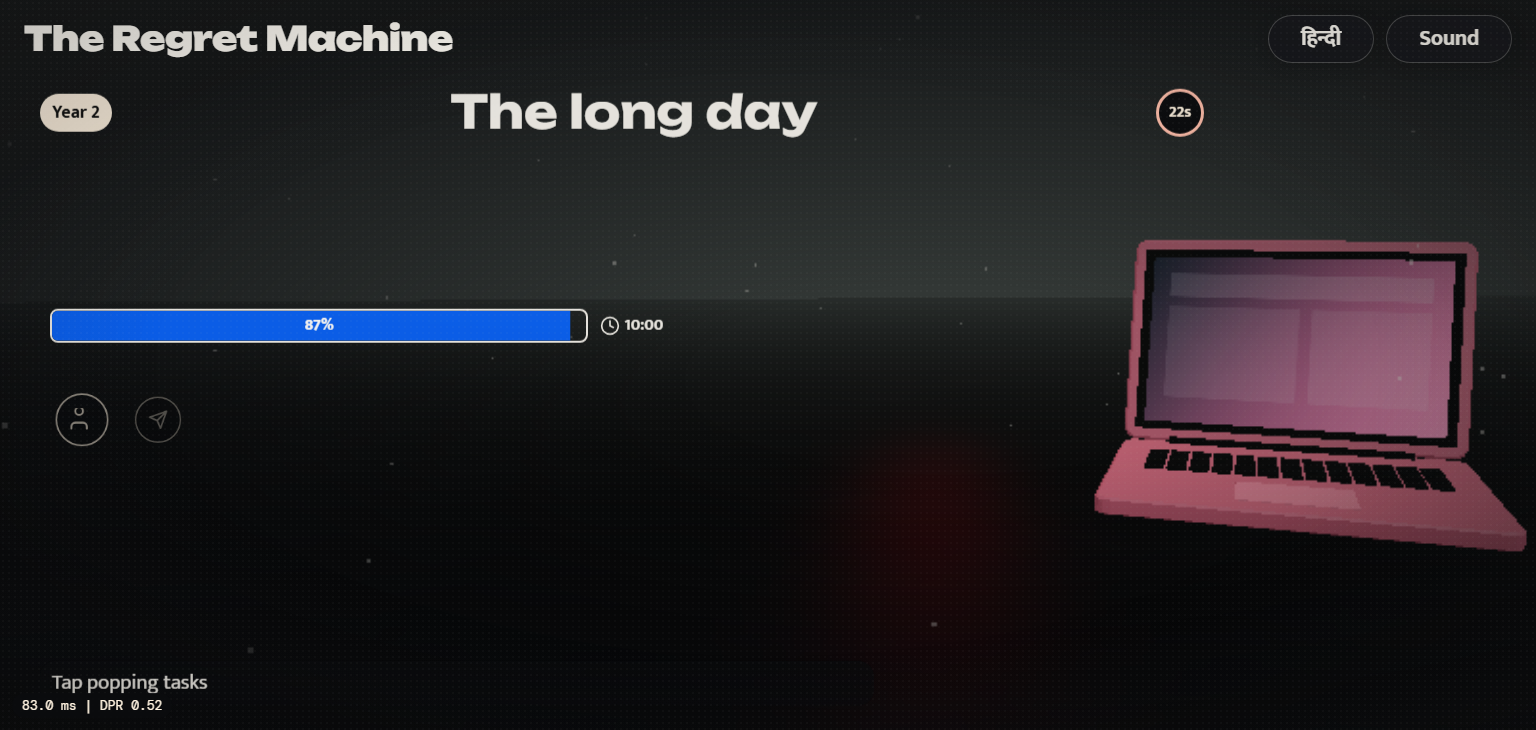 The Regret Machine
हिन्दी
Sound
Year 2
The long day
22s
87%
10:00
Tap popping tasks
83.0 ms | DPR 0.52